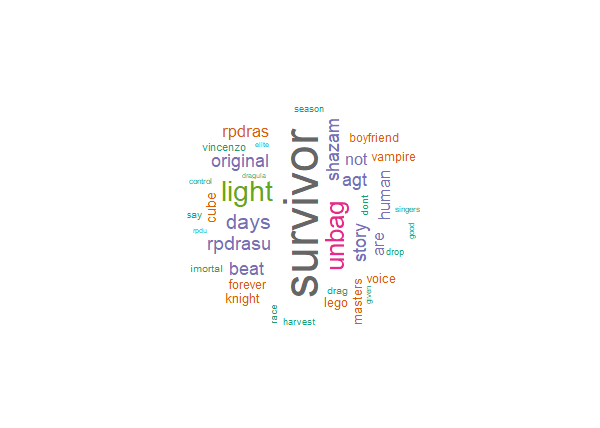 season
survivor
rpdras
shazam
boyfriend
vincenzo
elite
original
not
vampire
dragula
control
light
agt
human
cube
dont
singers
say
days
unbag
story
good
rodu
rpdrasu
are
drop
imortal
beat
forever
voice
knight
drag
lego
masters
given
race
harvest